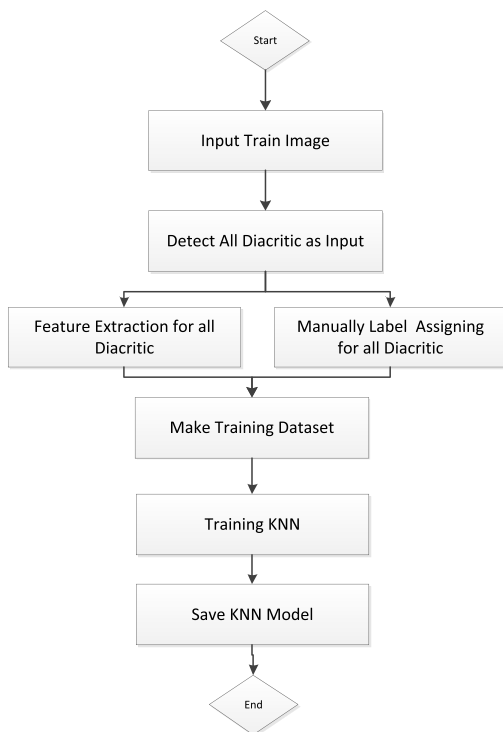 Start
Input Train Image
Detect All Diacritic as Input
Feature Extraction for all
Diacritic
Manually Label  Assigning
for all Diacritic
Make Training Dataset
Training KNN
Save KNN Model
End